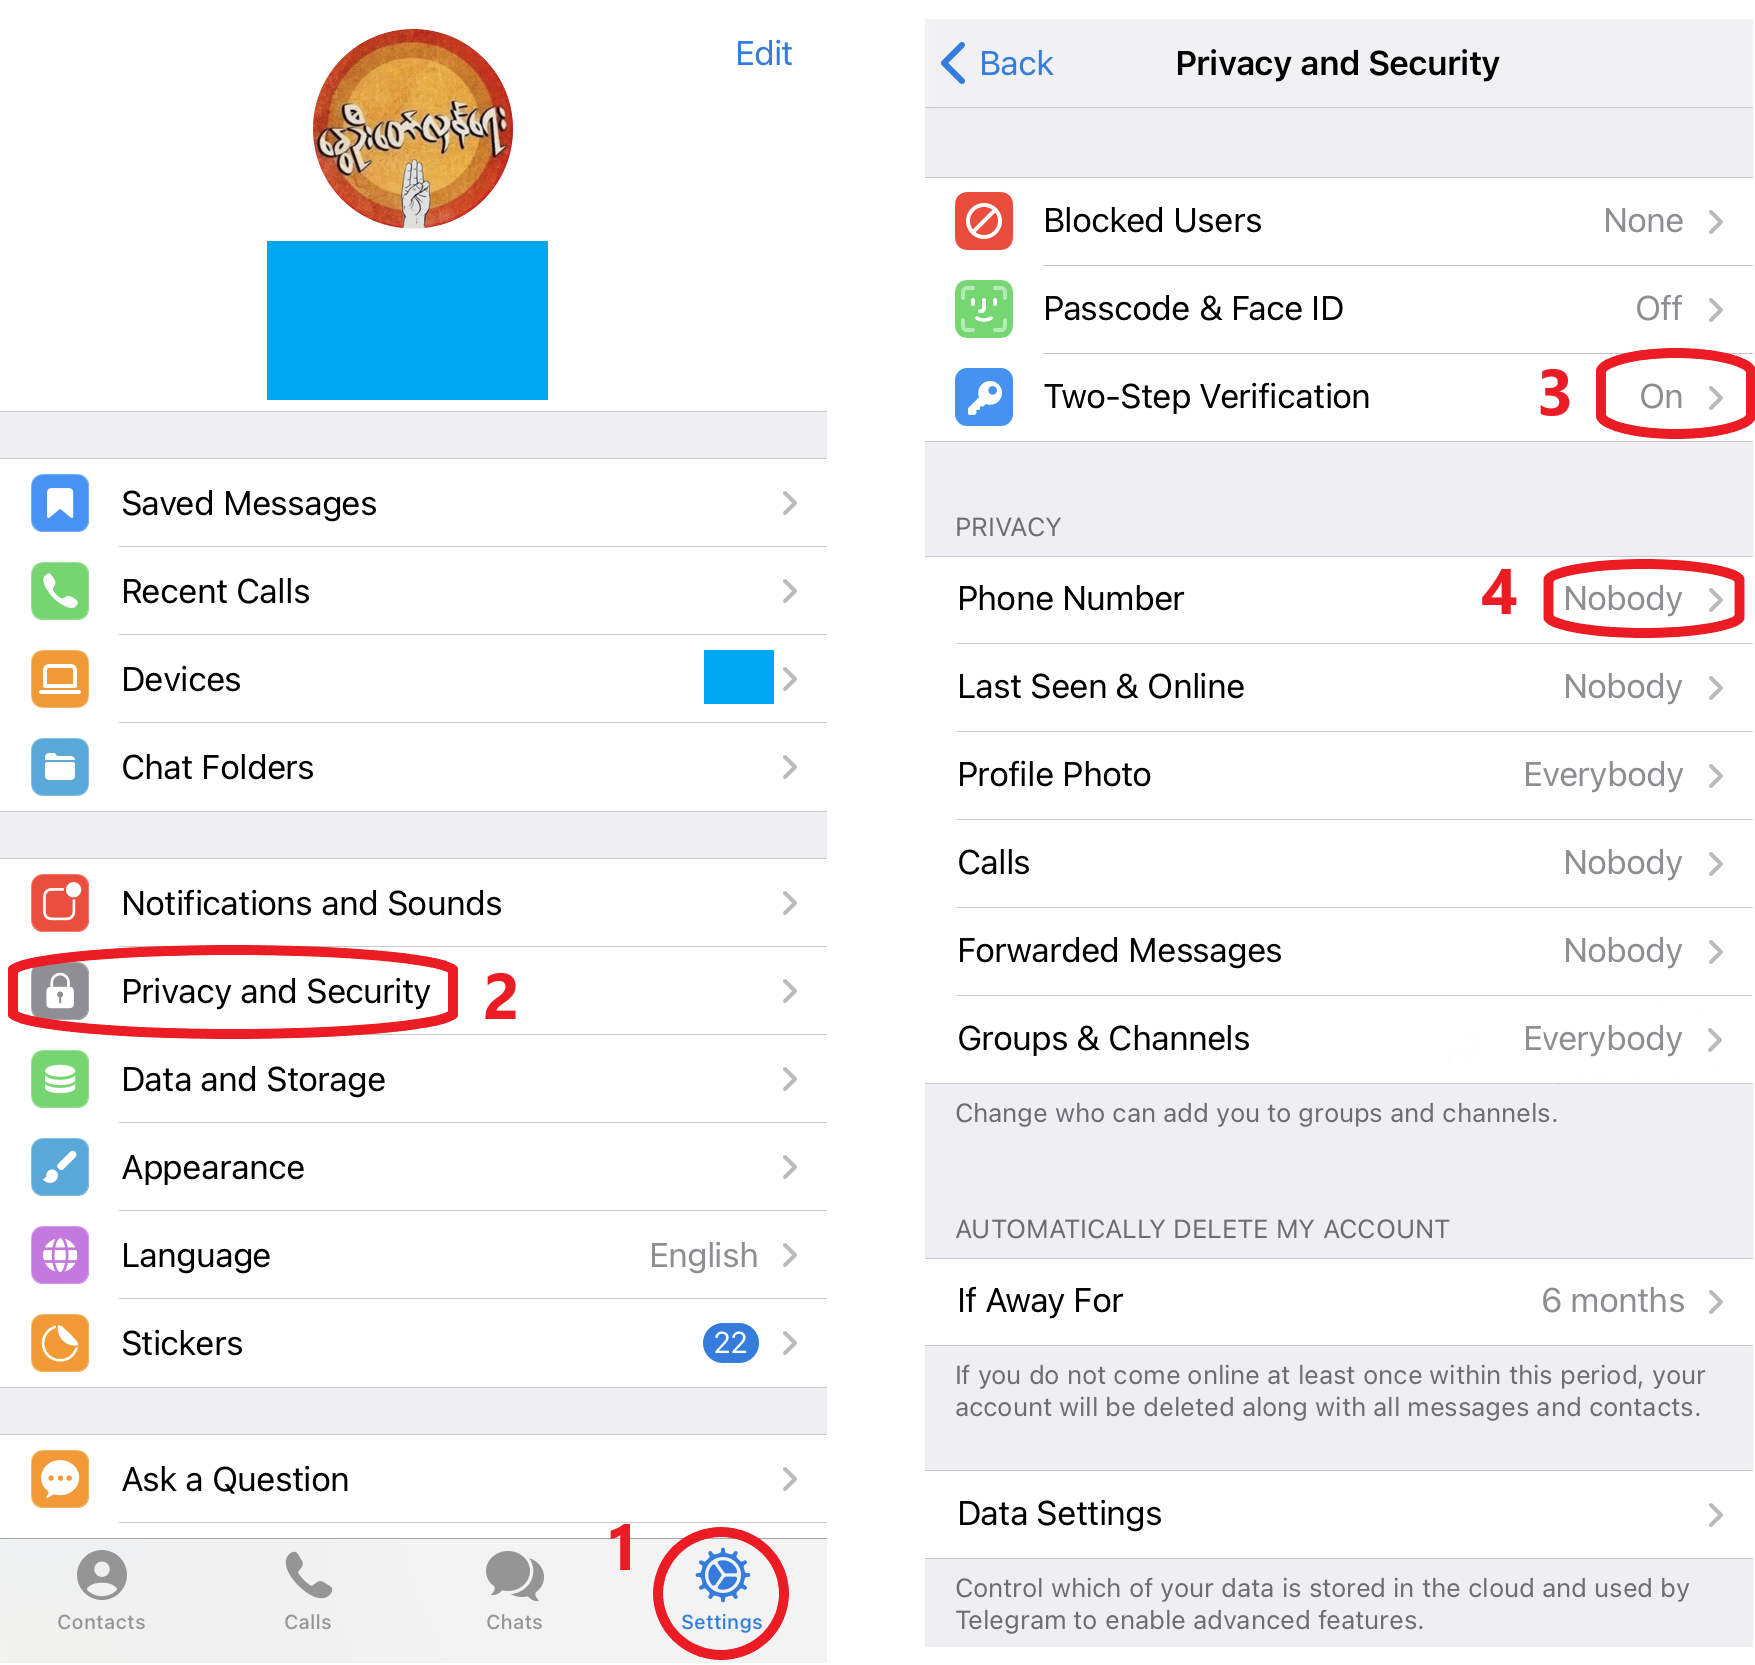 နွေဦးတော်လှန်ရေး
Edit
Saved Messages
Recent Calls
Devices
Chat Folders
Notifications and Sounds
Privacy and Security 2
Data and Storage
Appearance
Language English
Stickers 22
Ask a Question
1
Contacts Calls Chats Settings
Back Privacy and Security
Blocked Users None
Passcode & Face ID Off
Two-Step Verification 3 On
PRIVACY
Phone Number 4 Nobody
Last Seen & Online Nobody
Profile Photo Everybody
Calls Nobody
Forwarded Messages Nobody
Groups & Channels Everybody
Change who can add you to groups and channels.
AUTOMATICALLY DELETE MY ACCOUNT
If Away For 6 months
If you do not come online at least once within this period, your
account will be deleted along with all messages and contacts.
Data Settings
Control which of your data is stored in the cloud and used by
Telegram to enable advanced features.